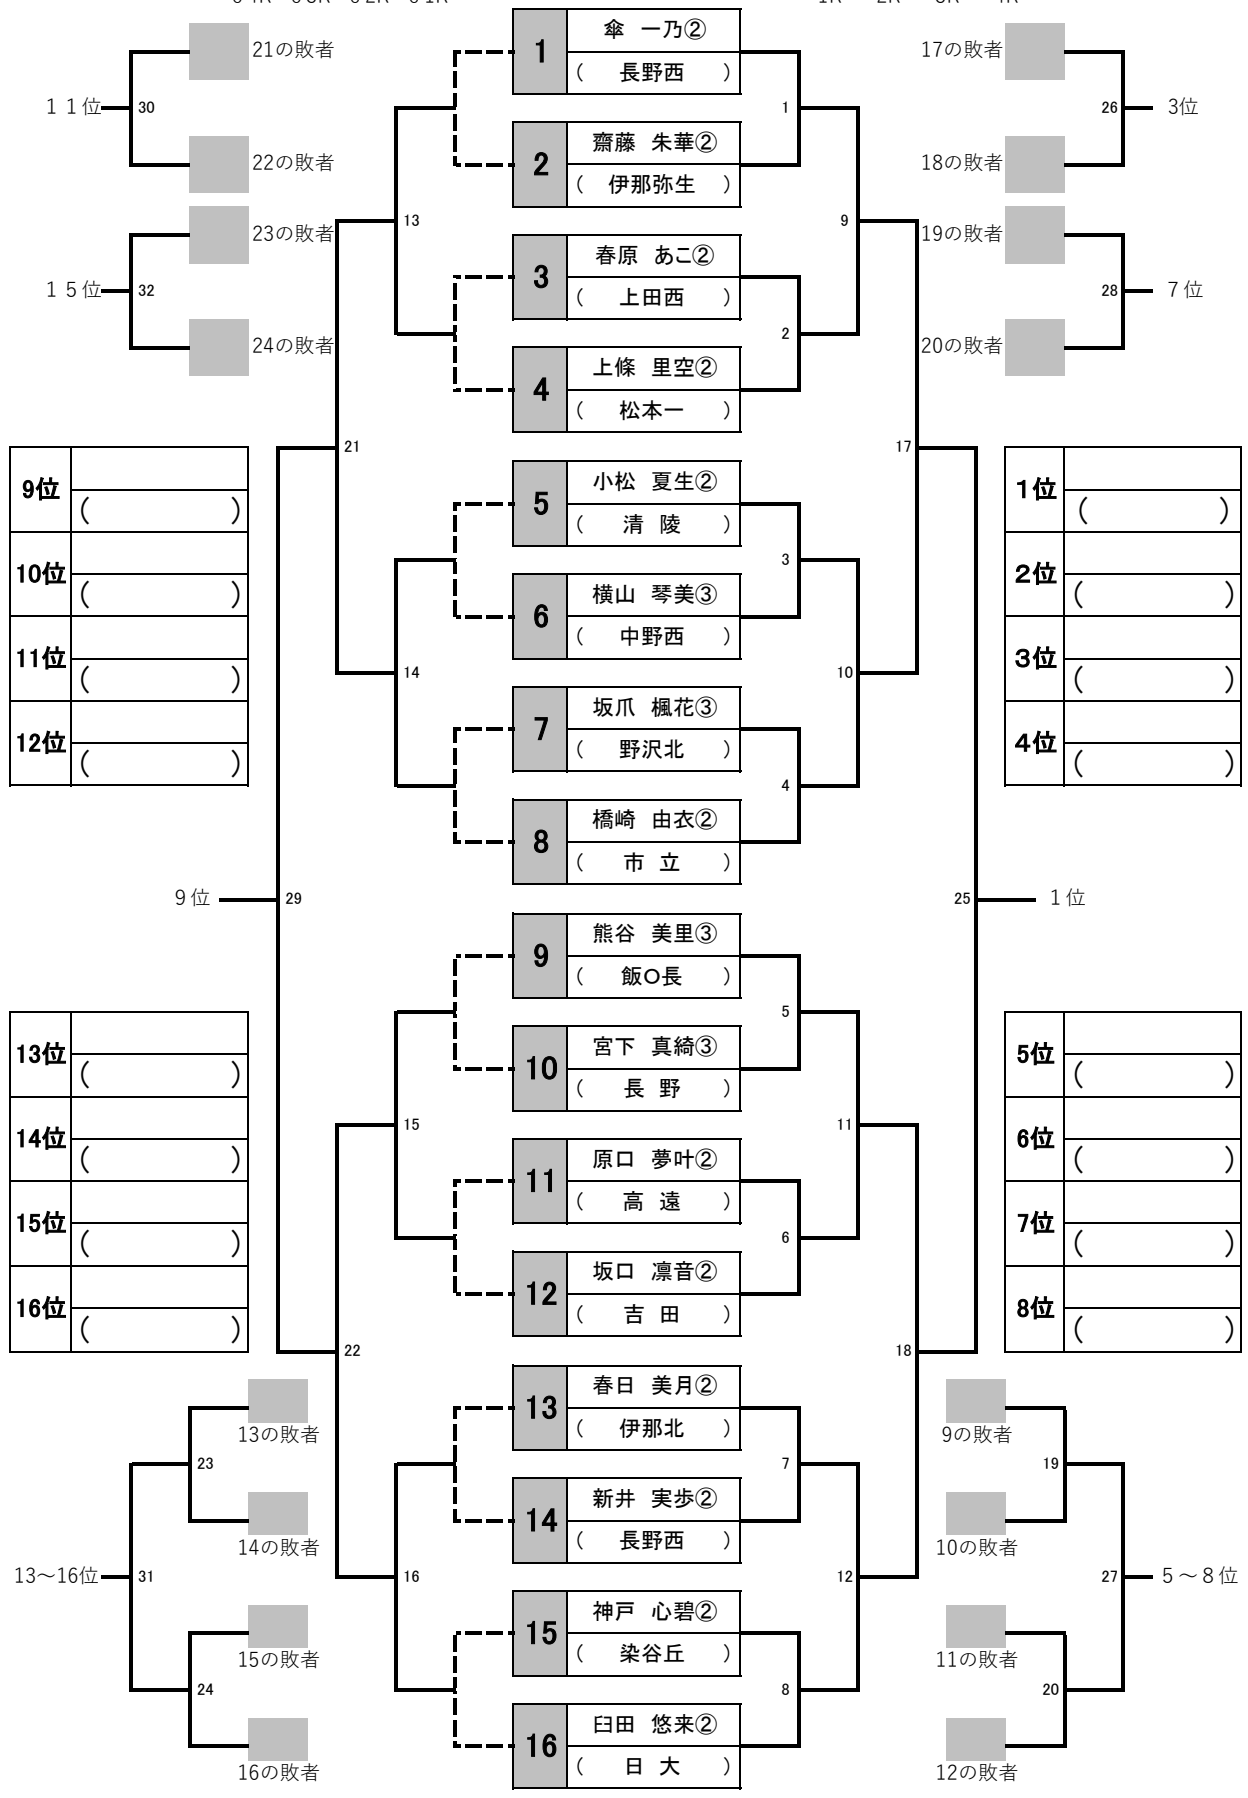 1
傘 一乃②
( 長野西 )
2
齋藤 朱華②
( 伊那弥生 )
3
春原 あこ②
( 上田西 )
4
上條 里空②
( 松本一 )
5
小松 夏生②
( 清 陵 )
6
横山 琴美③
( 中野西 )
7
坂爪 楓花③
( 野沢北 )
8
橋崎 由衣②
( 市 立 )
9
熊谷 美里③
( 飯O長 )
10
宮下 真綺③
( 長 野 )
11
原口 夢叶②
( 高 遠 )
12
坂口 凛音②
( 吉 田 )
13
春日 美月②
( 伊那北 )
14
新井 実歩②
( 長野西 )
15
神戸 心碧②
( 染谷丘 )
16
臼田 悠来②
( 日 大 )
1
2
3
4
5
6
7
8
9
10
11
12
17
18
25
1位
13
14
15
16
21
22
29
9位
21の敗者
11位
30
22の敗者
23の敗者
15位
32
24の敗者
17の敗者
26
3位
18の敗者
19の敗者
28
7位
20の敗者
9位
( )
10位
( )
11位
( )
12位
( )
1位
( )
2位
( )
3位
( )
4位
( )
13位
( )
14位
( )
15位
( )
16位
( )
5位
( )
6位
( )
7位
( )
8位
( )
13の敗者
23
14の敗者
13〜16位
31
15の敗者
24
16の敗者
9の敗者
19
10の敗者
27
5〜8位
11の敗者
20
12の敗者